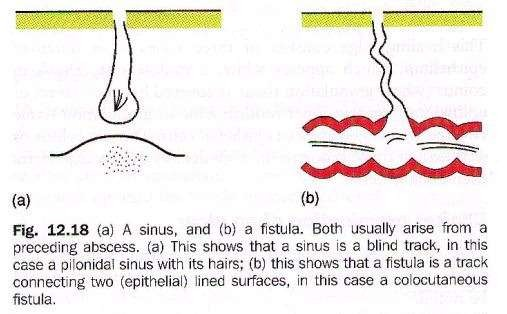 (a)
(b)
Fig. 12.18 (a) A sinus, and (b) a fistula. Both usually arise from a
preceding abscess. (a) This shows that a sinus is a blind track, in this
case a pilonidal sinus with its hairs; (b) this shows that a fistula is a track
connecting two (epithelial) lined surfaces, in this case a colocutaneous
fistula.